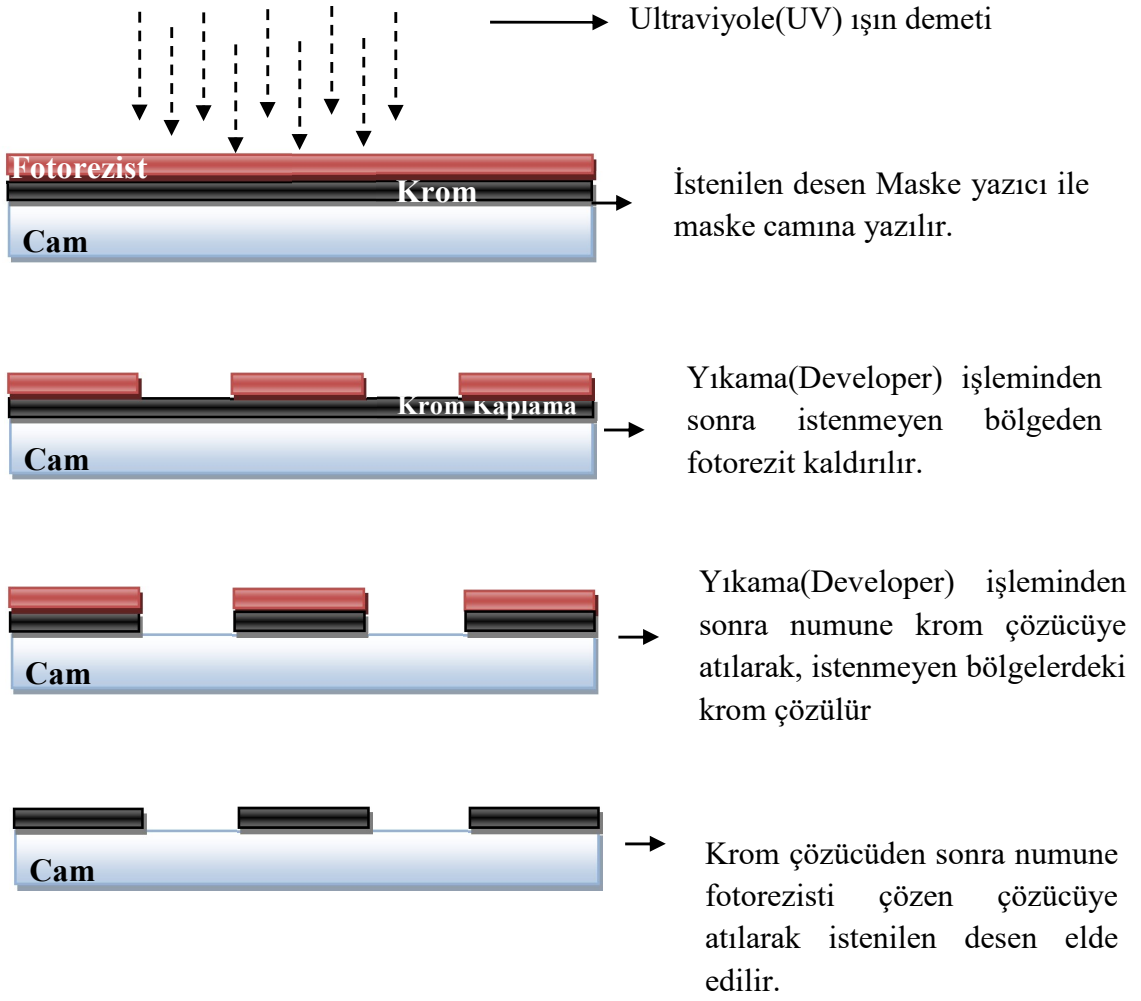 Ultraviyole(UV) ışın demeti
Fotorezist
Krom
Cam
İstenilen desen Maske yazıcı ile
maske camına yazılır.
Krom Kaplama
Cam
Yıkama(Developer) işleminden
sonra istenmeyen bölgeden
fotorezit kaldırılır.
Cam
Yıkama(Developer) işleminden
sonra numune krom çözücüye
atılarak, istenmeyen bölgelerdeki
krom çözülür
Cam
Krom çözücüden sonra numune
fotorezisti çözen çözücüye
atılarak istenilen desen elde
edilir.